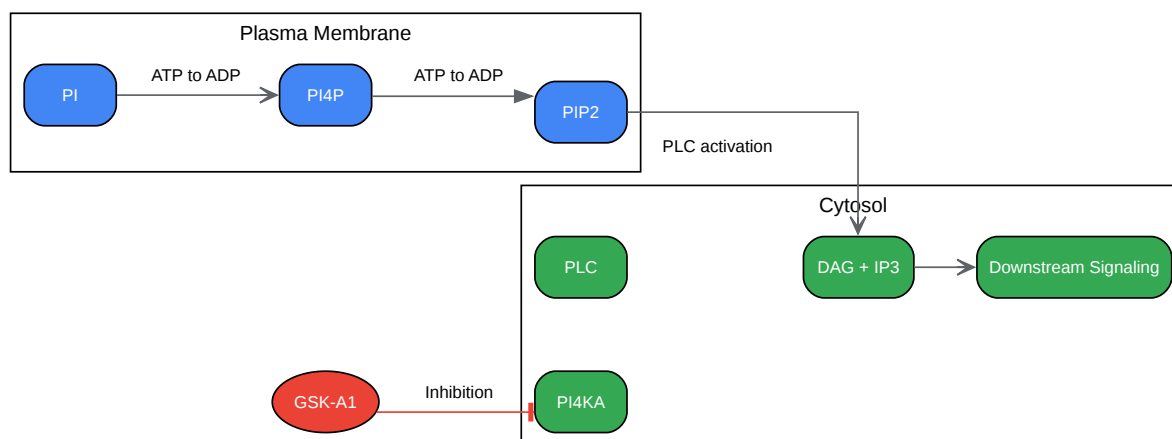 Plasma Membrane
ATP to ADP
ATP to ADP
PI
PI4P
PIP2
PLC activation
Cytosol
PLC
DAG + IP3
Downstream Signaling
Inhibition
GSK-A1
PI4KA